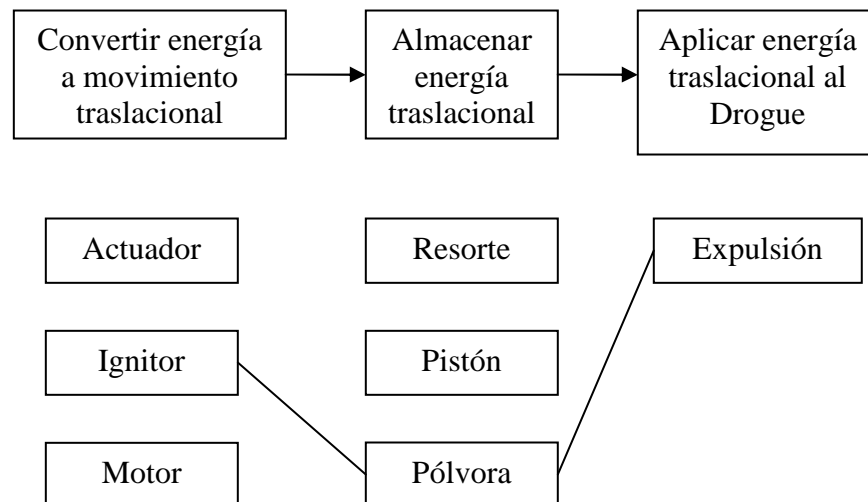 Convertir energía
a movimiento
traslacional
Almacenar
energía
traslacional
Aplicar energía
traslacional al
Drogue
Actuador
Resorte
Expulsión
Ignitor
Pistón
Motor
Pólvora